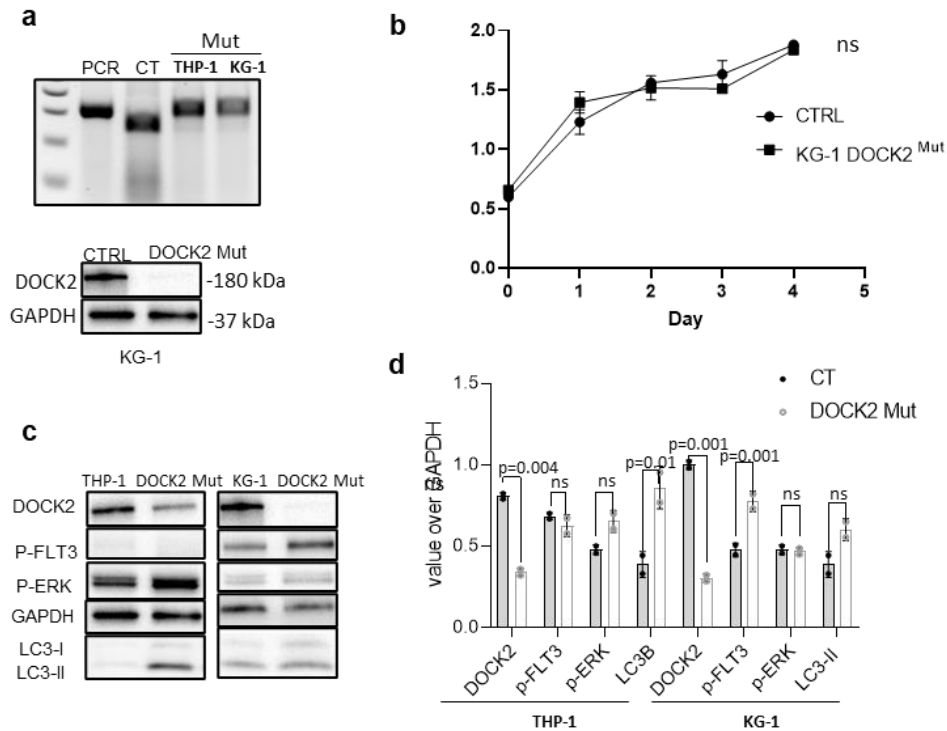 a
Mut
PCR CT THP-1 KG-1
CTRL DOCK2 Mut
DOCK2 -180 kDa
GAPDH -37 kDa
KG-1
b
2.0
1.5
1.0
0.5
0.0
0 1 2 3 4 5
Day
ns
CTRL
KG-1 DOCK2 Mut
c
THP-1 DOCK2 Mut KG-1 DOCK2 Mut
DOCK2
P-FLT3
P-ERK
GAPDH
LC3-I
LC3-II
d
value over GAPDH
1.5
1.0
0.5
0.0
CT
DOCK2 Mut
ns
p=0.004
ns
ns
p=0.01
p=0.001
p=0.001
ns
ns
DOCK2 p-FLT3 p-ERK LC3B DOCK2 p-FLT3 p-ERK LC3-II
THP-1 KG-1